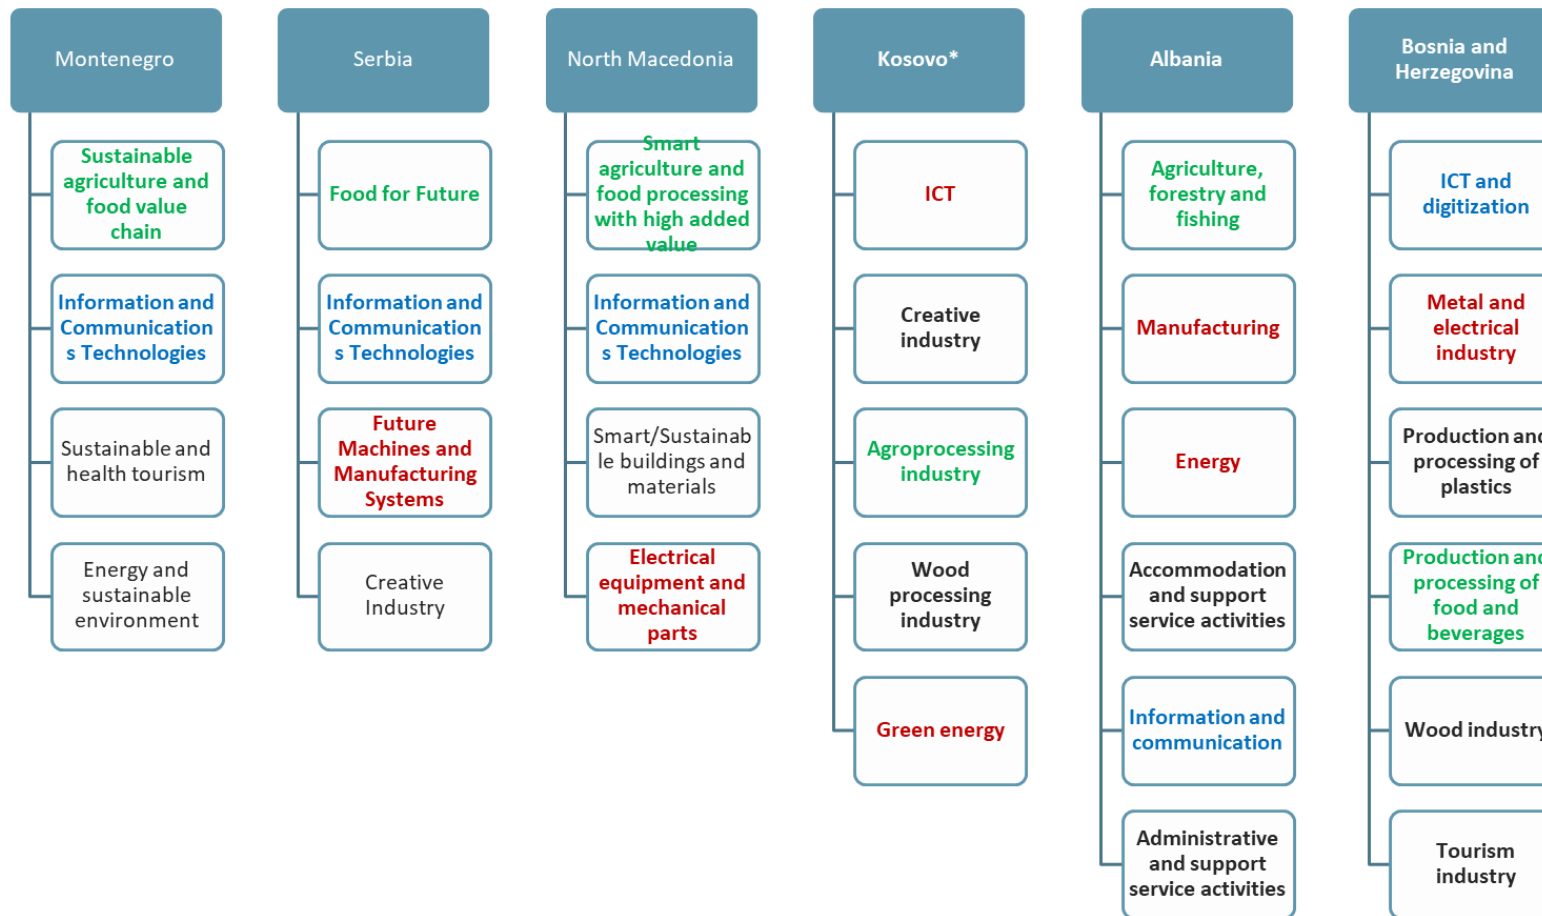 Montenegro
Sustainable
agriculture and
food value
chain
Information and
Communication
s Technologies
Sustainable and
health tourism
Energy and
sustainable
environment
Serbia
Food for Future
Information and
Communication
s Technologies
Future
Machines and
Manufacturing
Systems
Creative
Industry
North Macedonia
Smart
agriculture and
food processing
with high added
value
Information and
Communication
s Technologies
Smart/Sustainab
le buildings and
materials
Electrical
equipment and
mechanical
parts
Kosovo*
ICT
Creative
industry
Agroprocessing
industry
Wood
processing
industry
Green energy
Albania
Agriculture,
forestry and
fishing
Manufacturing
Energy
Accommodation
and support
service activities
Information and
communication
Administrative
and support
service activities
Bosnia and
Herzegovina
ICT and
digitization
Metal and
electrical
industry
Production and
processing of
plastics
Production and
processing of
food and
beverages
Wood industry
Tourism
industry